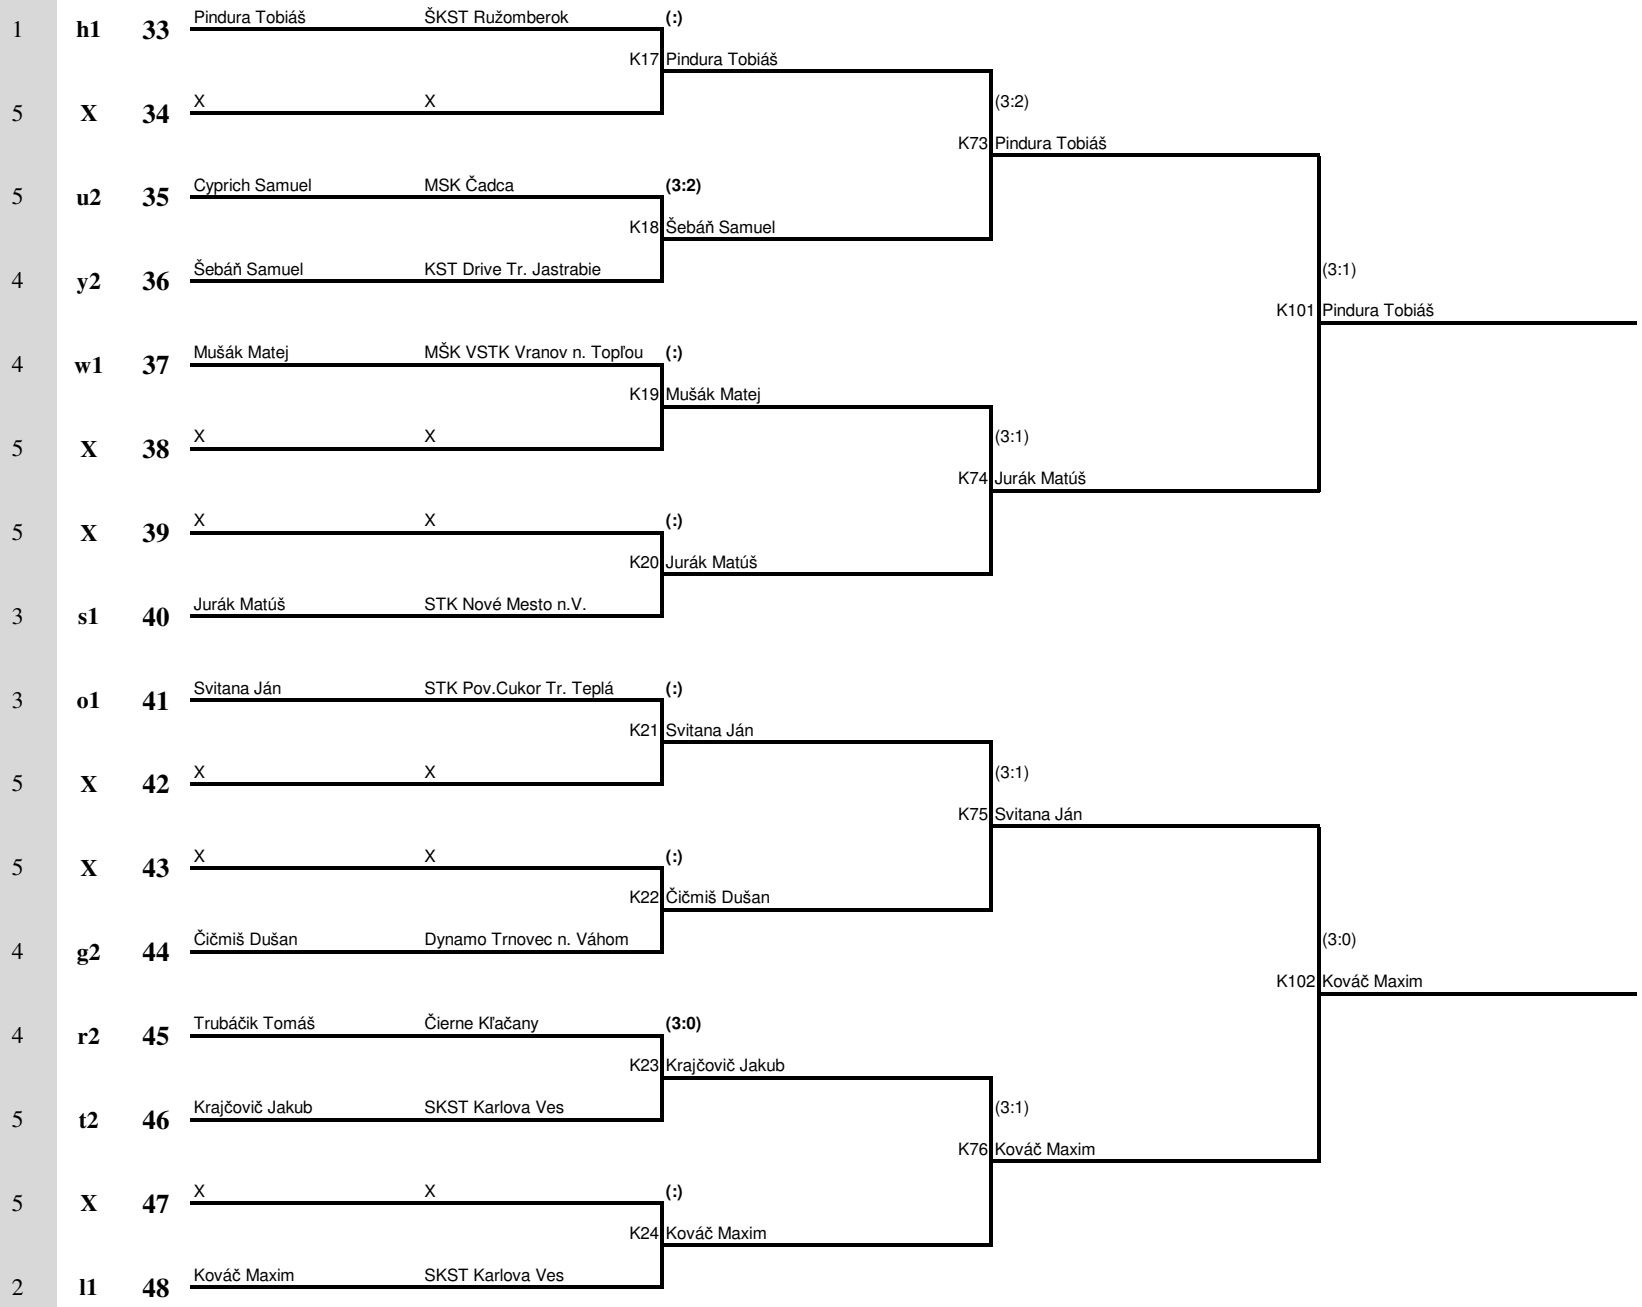 Pindura Tobiáš ŠKST Ružomberok (:)
1 h1 33
K17 Pindura Tobiáš
X X (3:2)
5 X 34
K73 Pindura Tobiáš
Cyprich Samuel MSK Čadca (3:2)
5 u2 35
K18 Šebáň Samuel
Šebáň Samuel KST Drive Tr. Jastrabie (3:1)
4 y2 36
K101 Pindura Tobiáš
Mušák Matej MŠK VSTK Vranov n. Topľou (:)
4 w1 37
K19 Mušák Matej
X X (3:1)
5 X 38
K74 Jurák Matúš
X X (:)
5 X 39
K20 Jurák Matúš
Jurák Matúš STK Nové Mesto n.V.
3 s1 40
Svitana Ján STK Pov.Cukor Tr. Teplá (:)
3 o1 41
K21 Svitana Ján
X X (3:1)
5 X 42
K75 Svitana Ján
X X (:)
5 X 43
K22 Čičmiš Dušan
Čičmiš Dušan Dynamo Trnovec n. Váhom (3:0)
4 g2 44
K102 Kováč Maxim
Trubáčik Tomáš Čierne Kľačany (3:0)
4 r2 45
K23 Krajčovič Jakub
Krajčovič Jakub SKST Karlova Ves (3:1)
5 t2 46
K76 Kováč Maxim
X X (:)
5 X 47
K24 Kováč Maxim
Kováč Maxim SKST Karlova Ves
2 l1 48